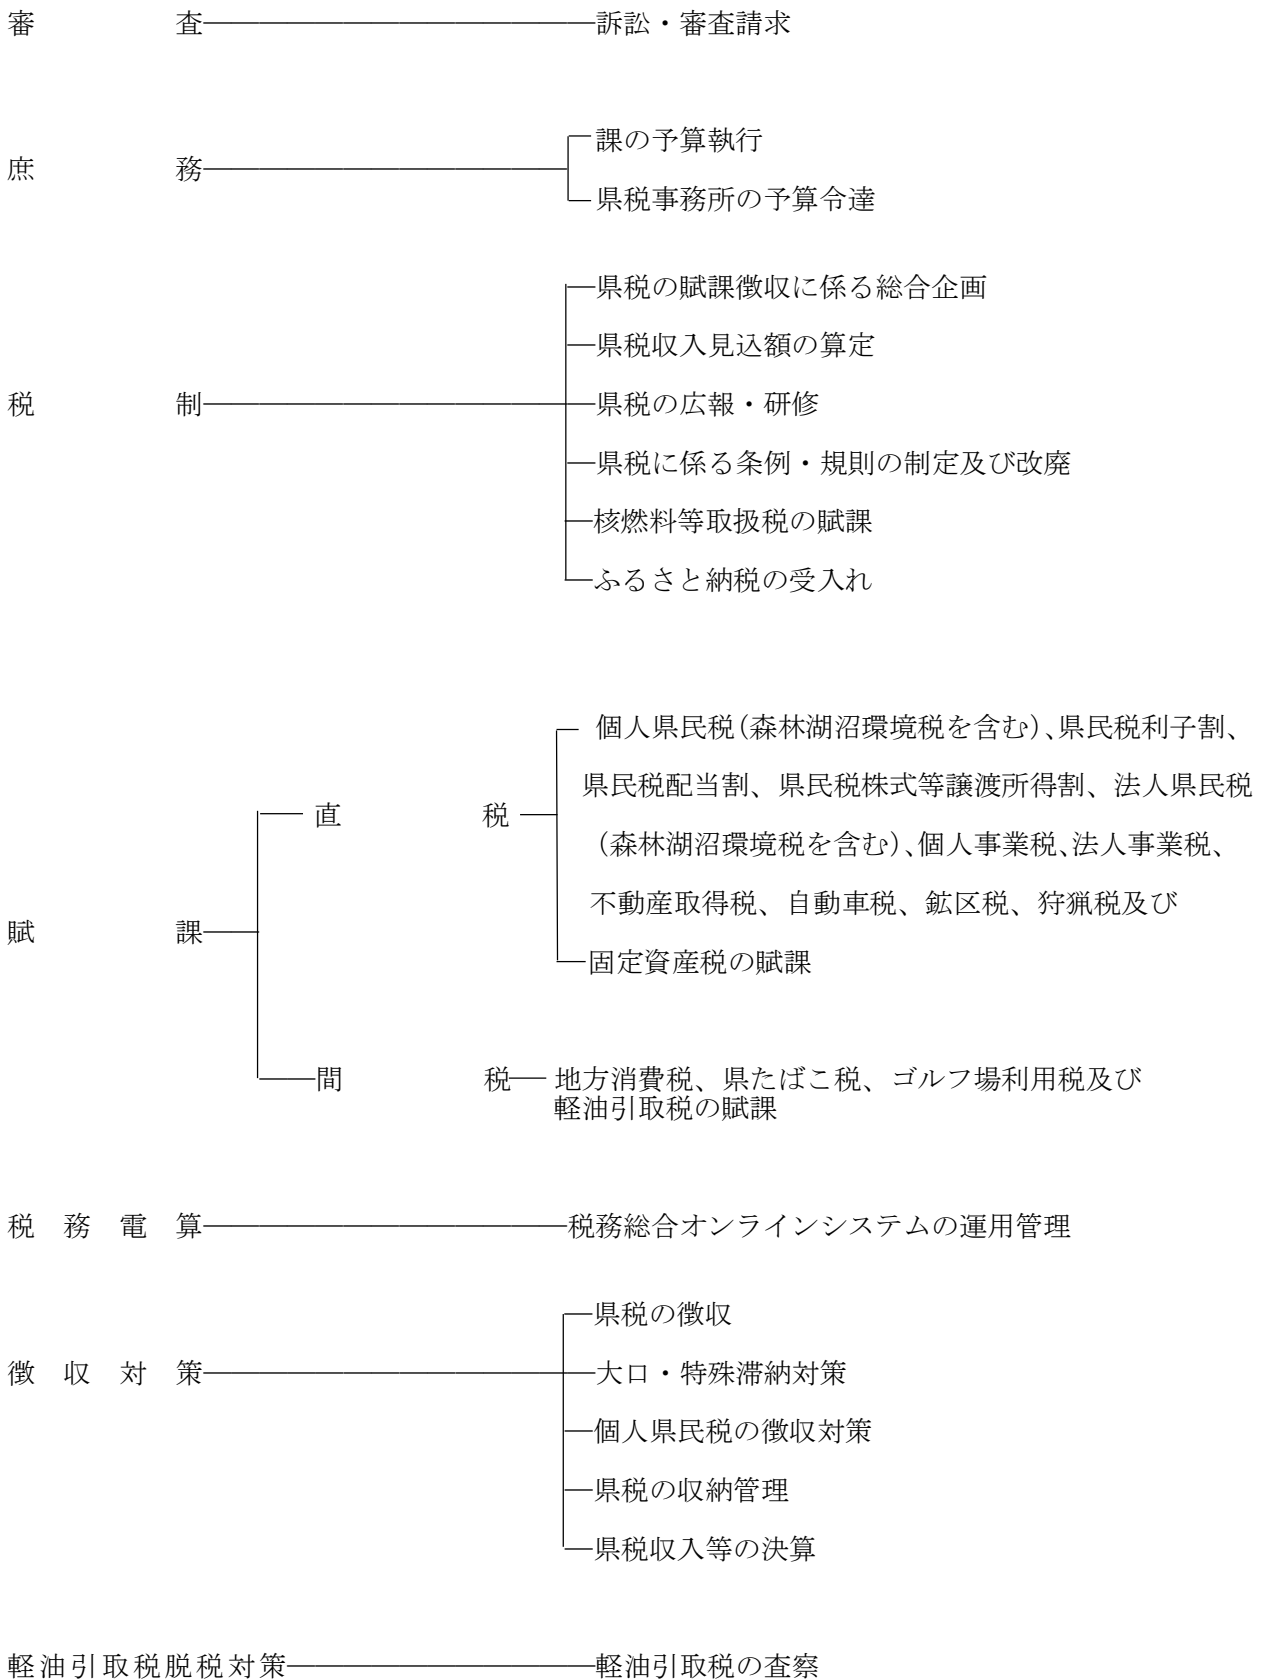 審査 訴訟・審査請求
課の予算執行
庶務
県税事務所の予算令達
県税の賦課徴収に係る総合企画
県税収入見込額の算定
税制 県税の広報・研修
県税に係る条例・規則の制定及び改廃
核燃料等取扱税の賦課
ふるさと納税の受入れ
個人県民税(森林湖沼環境税を含む)、県民税利子割、
県民税配当割、県民税株式等譲渡所得割、法人県民税
直税
(森林湖沼環境税を含む)、個人事業税、法人事業税、
不動産取得税、自動車税、鉱区税、狩猟税及び
賦課
固定資産税の賦課
間税 地方消費税、県たばこ税、ゴルフ場利用税及び
軽油引取税の賦課
税務電算 税務総合オンラインシステムの運用管理
県税の徴収
徴収対策 大口・特殊滞納対策
個人県民税の徴収対策
県税の収納管理
県税収入等の決算
軽油引取税脱税対策 軽油引取税の査察